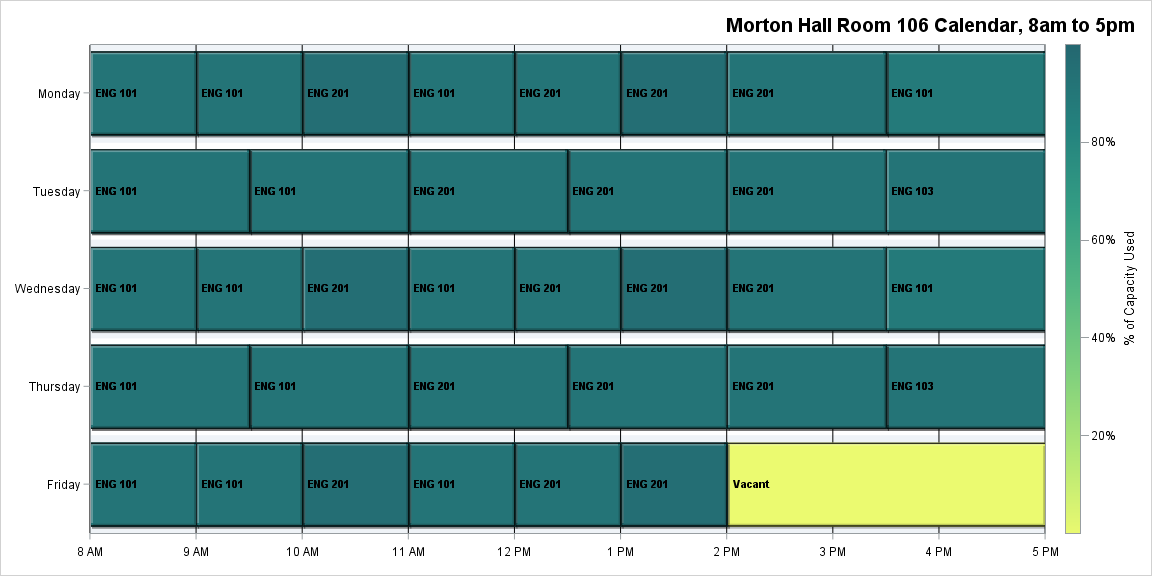 Morton Hall Room 106 Calendar, 8am to 5pm
Monday ENG 101 ENG 101 ENG 201 ENG 101 ENG 201 ENG 201 ENG 201 ENG 101
80%
Tuesday ENG 101 ENG 101 ENG 201 ENG 201 ENG 201 ENG 103
60%
% of Capacity Used
Wednesday ENG 101 ENG 101 ENG 201 ENG 101 ENG 201 ENG 201 ENG 201 ENG 101
40%
Thursday ENG 101 ENG 101 ENG 201 ENG 201 ENG 201 ENG 103
20%
Friday ENG 101 ENG 101 ENG 201 ENG 101 ENG 201 ENG 201 Vacant
8 AM 9 AM 10 AM 11 AM 12 PM 1 PM 2 PM 3 PM 4 PM 5 PM